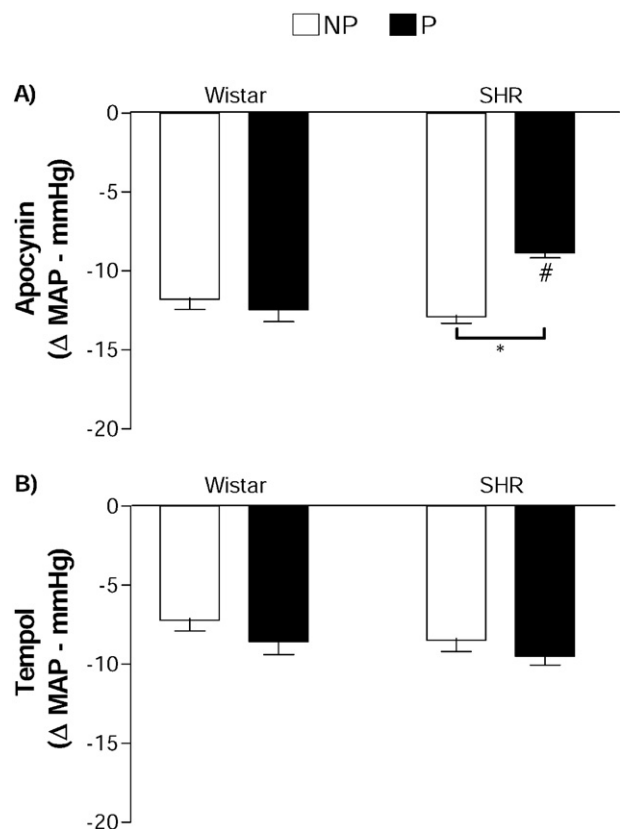 NP P
A)
Wistar SHR
Apocynin
(Δ MAP - mmHg)
0
-5
-10
-15
-20
#
*
B)
Wistar SHR
Tempol
(Δ MAP - mmHg)
0
-5
-10
-15
-20